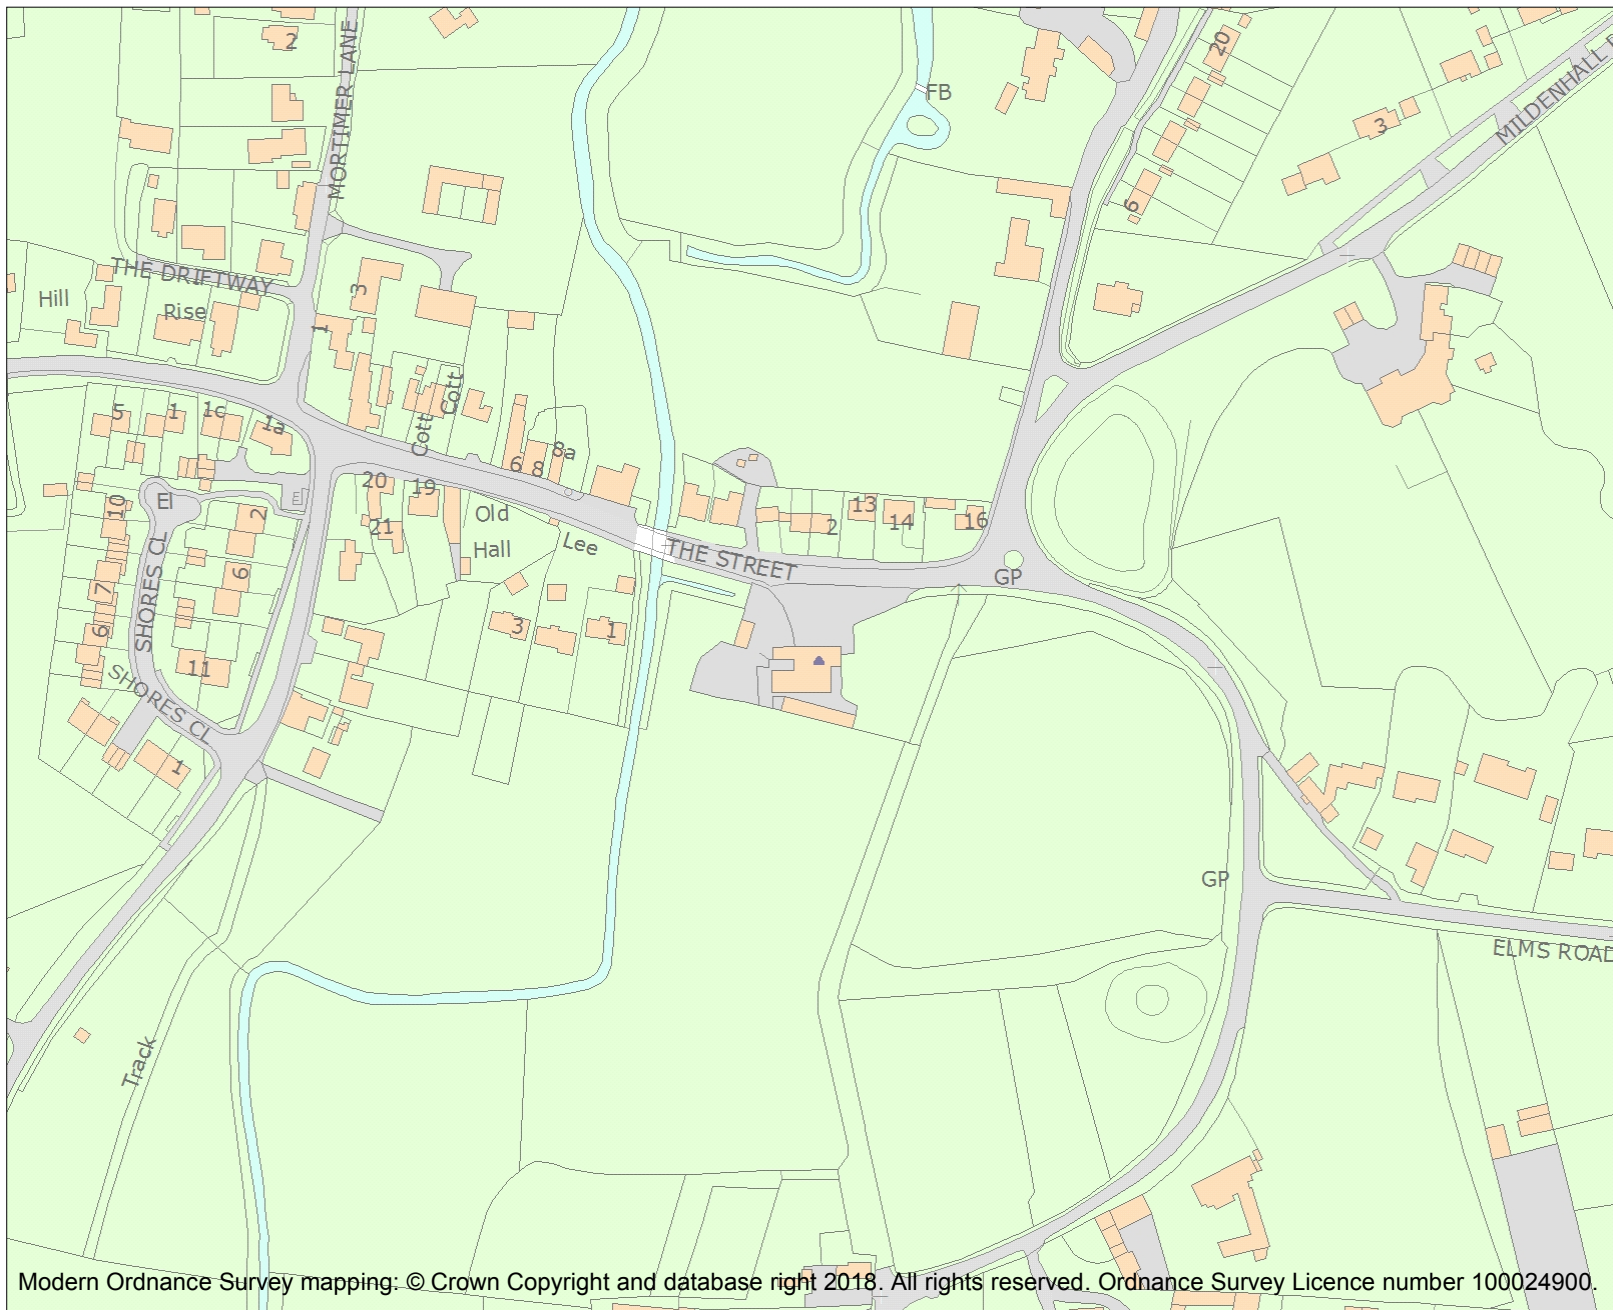 2
MORTIMER LANE
FB
20
3
MILDENHALL R
6
THE DRIFTWAY
Hill
Rise
3
1
5
1
1c
1a
Cott
Cott
6
8
8a
20
19
21
Old
Hall
Lee
El
E
10
2
13
14
2
16
THE STREET
GP
SHORES CL
7
6
6
3
1
11
SHORES CL
1
GP
ELMS ROAD
Track
Modern Ordnance Survey mapping: © Crown Copyright and database right 2018. All rights reserved. Ordnance Survey Licence number 100024900.